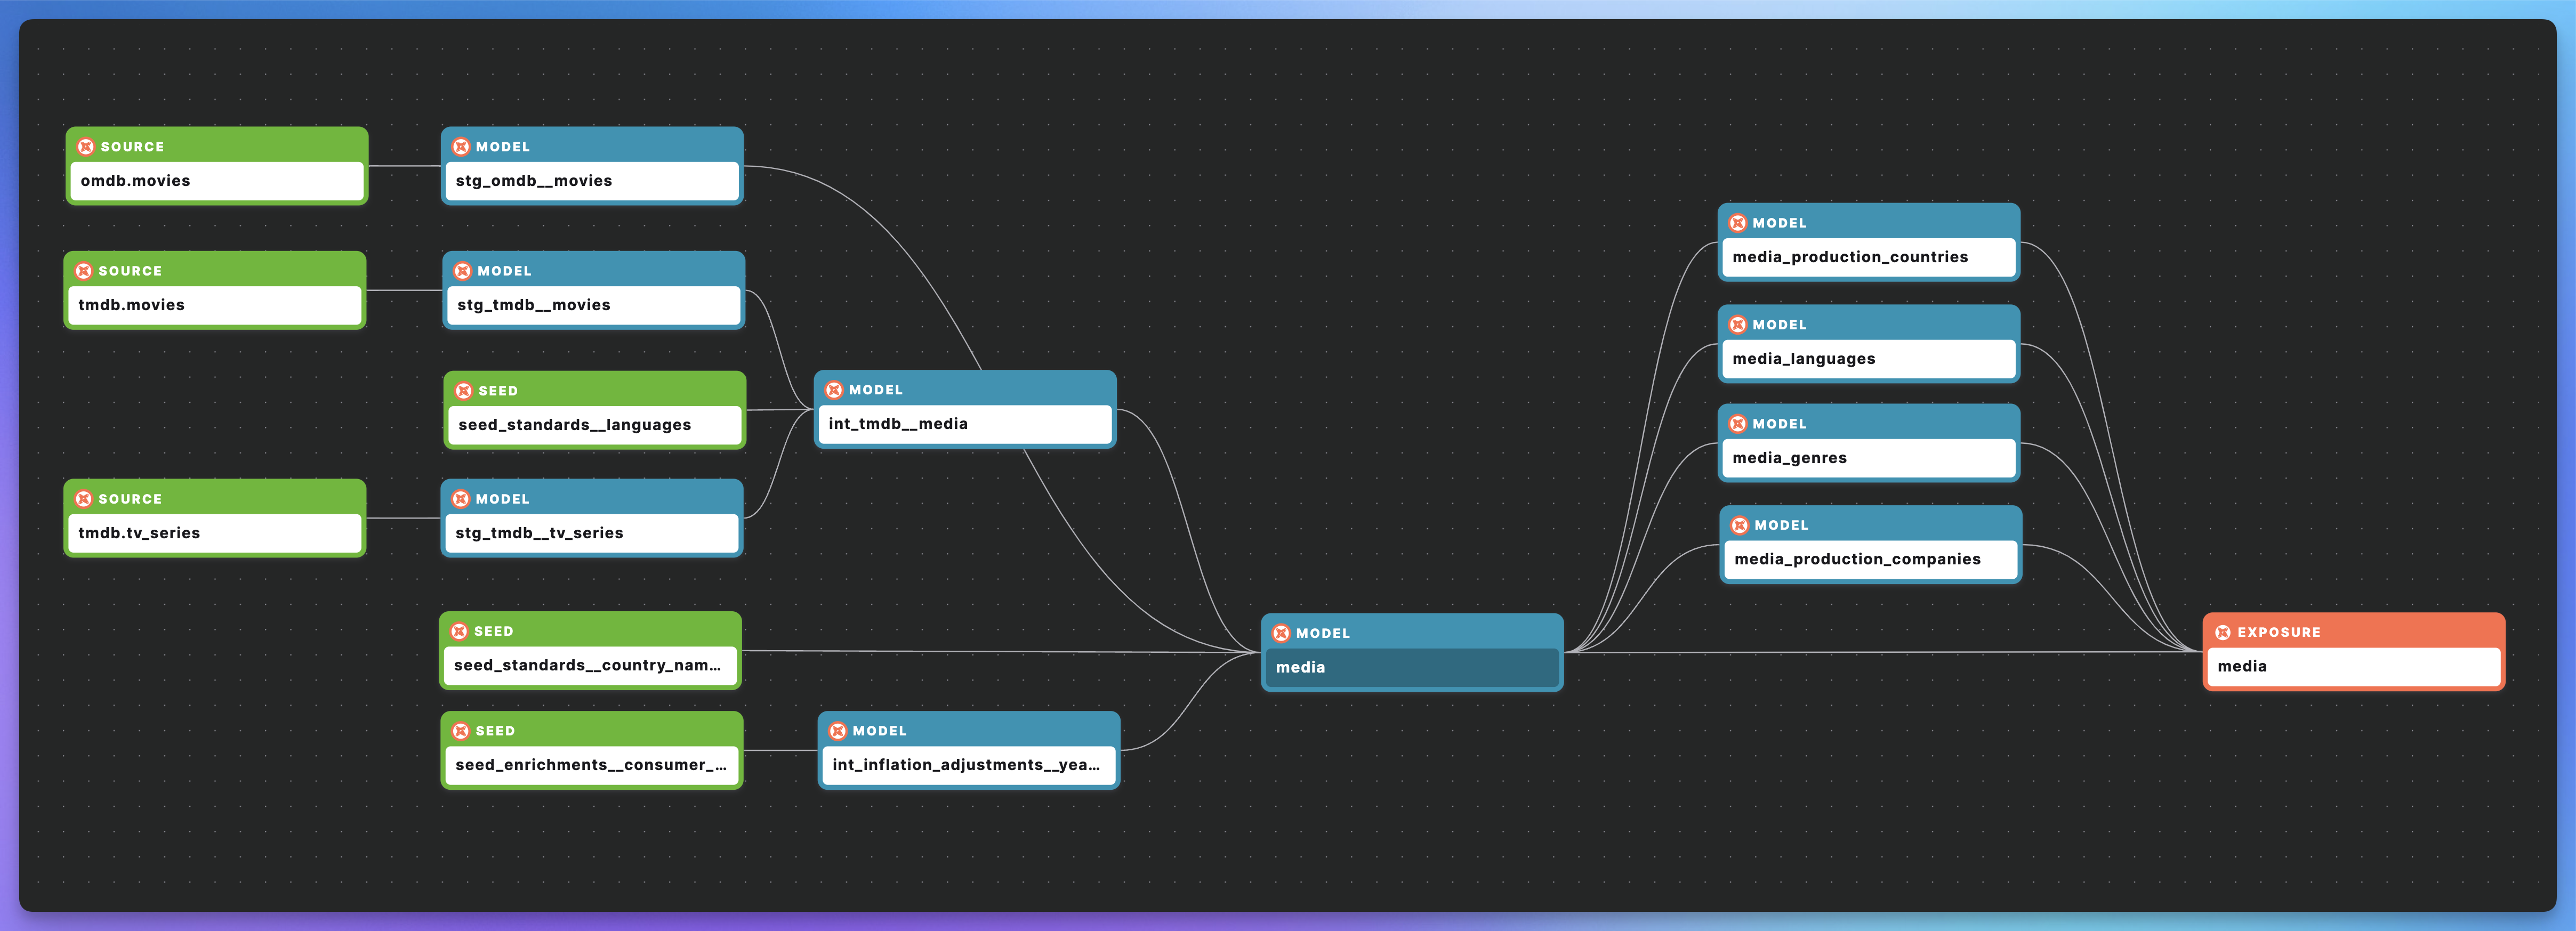 SOURCE
omdb.movies
MODEL
stg_omdb__movies
SOURCE
tmdb.movies
MODEL
stg_tmdb__movies
SEED
seed_standards__languages
MODEL
int_tmdb__media
SOURCE
tmdb.tv_series
MODEL
stg_tmdb__tv_series
SEED
seed_standards__country_nam...
SEED
seed_enrichments__consumer_...
MODEL
int_inflation_adjustments__yea...
MODEL
media
MODEL
media_production_countries
MODEL
media_languages
MODEL
media_genres
MODEL
media_production_companies
EXPOSURE
media